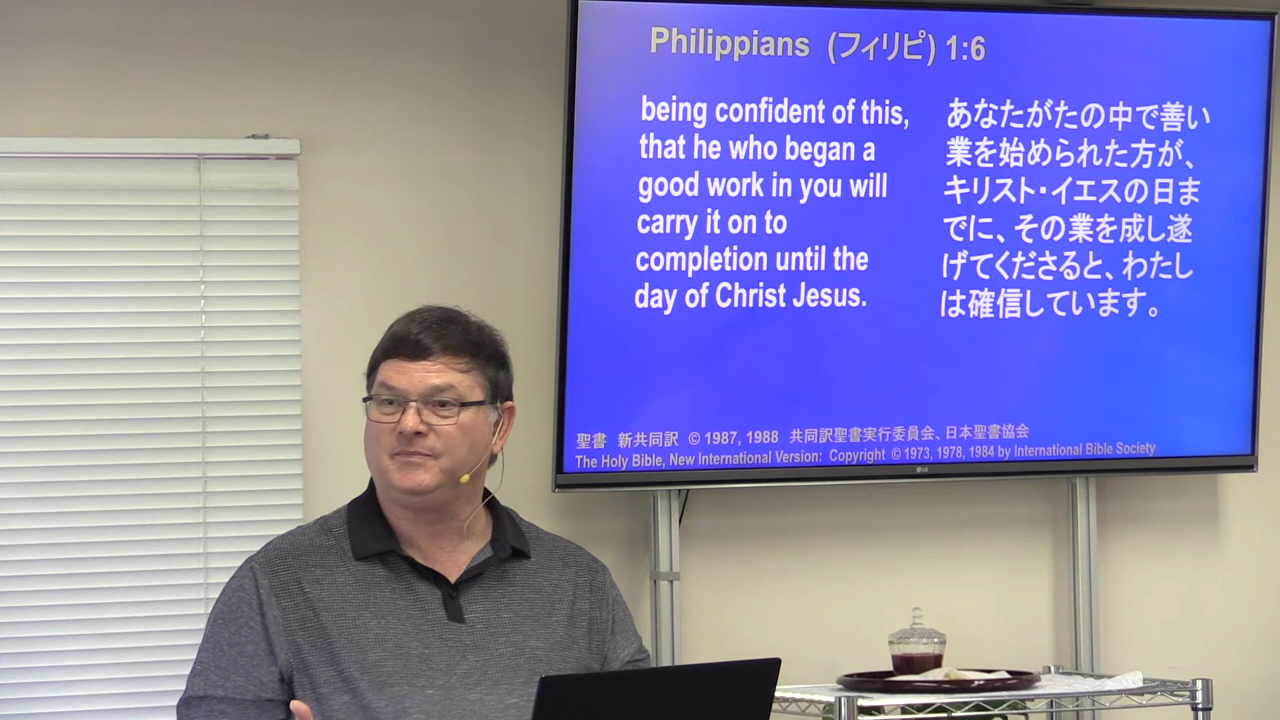 Philippians (フィリピ) 1:6
being confident of this,
that he who began a
good work in you will
carry it on to
completion until the
day of Christ Jesus.
あなたがたの中で善い
業を始められた方が、
キリスト・イエスの日ま
でに、その業を成し遂
げてくださると、わたし
は確信しています。
聖書 新共同訳 © 1987, 1988 共同訳聖書実行委員会、日本聖書協会
The Holy Bible, New International Version: Copyright © 1973, 1978, 1984 by International Bible Society
LG